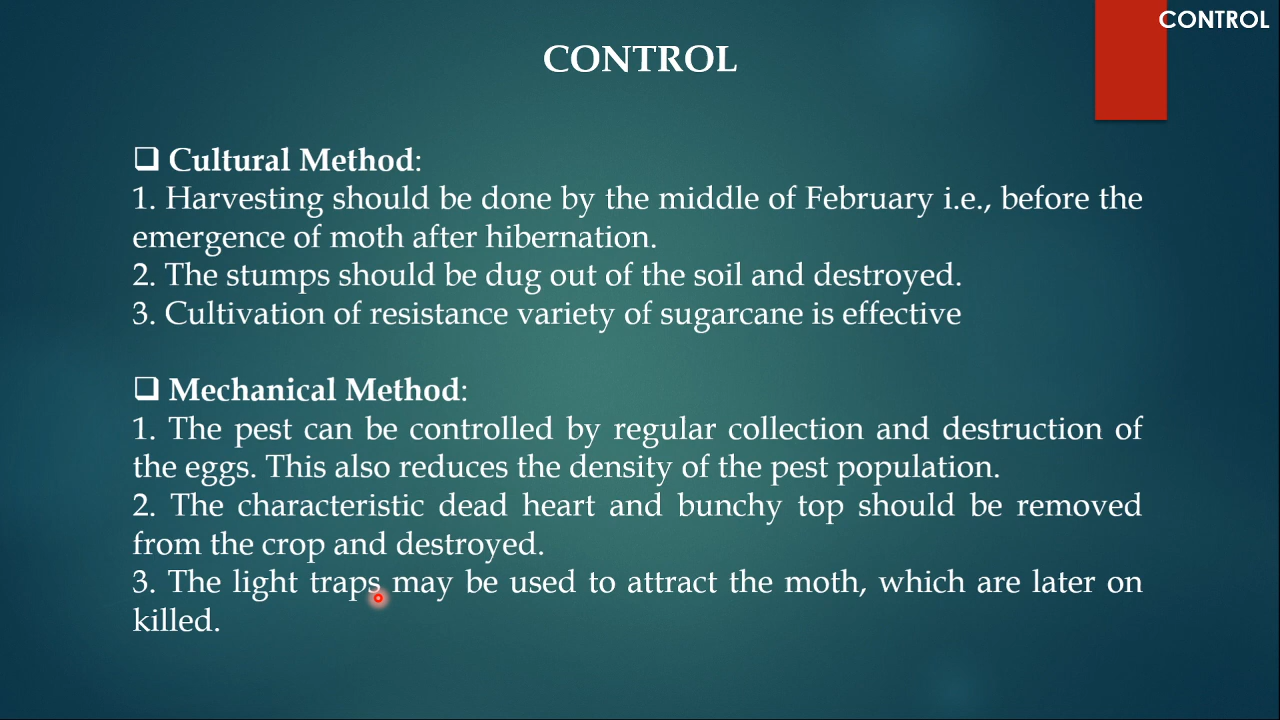 CONTROL
CONTROL
❑ Cultural Method:
1. Harvesting should be done by the middle of February i.e., before the
emergence of moth after hibernation.
2. The stumps should be dug out of the soil and destroyed.
3. Cultivation of resistance variety of sugarcane is effective
❑ Mechanical Method:
1. The pest can be controlled by regular collection and destruction of
the eggs. This also reduces the density of the pest population.
2. The characteristic dead heart and bunchy top should be removed
from the crop and destroyed.
3. The light traps may be used to attract the moth, which are later on
killed.